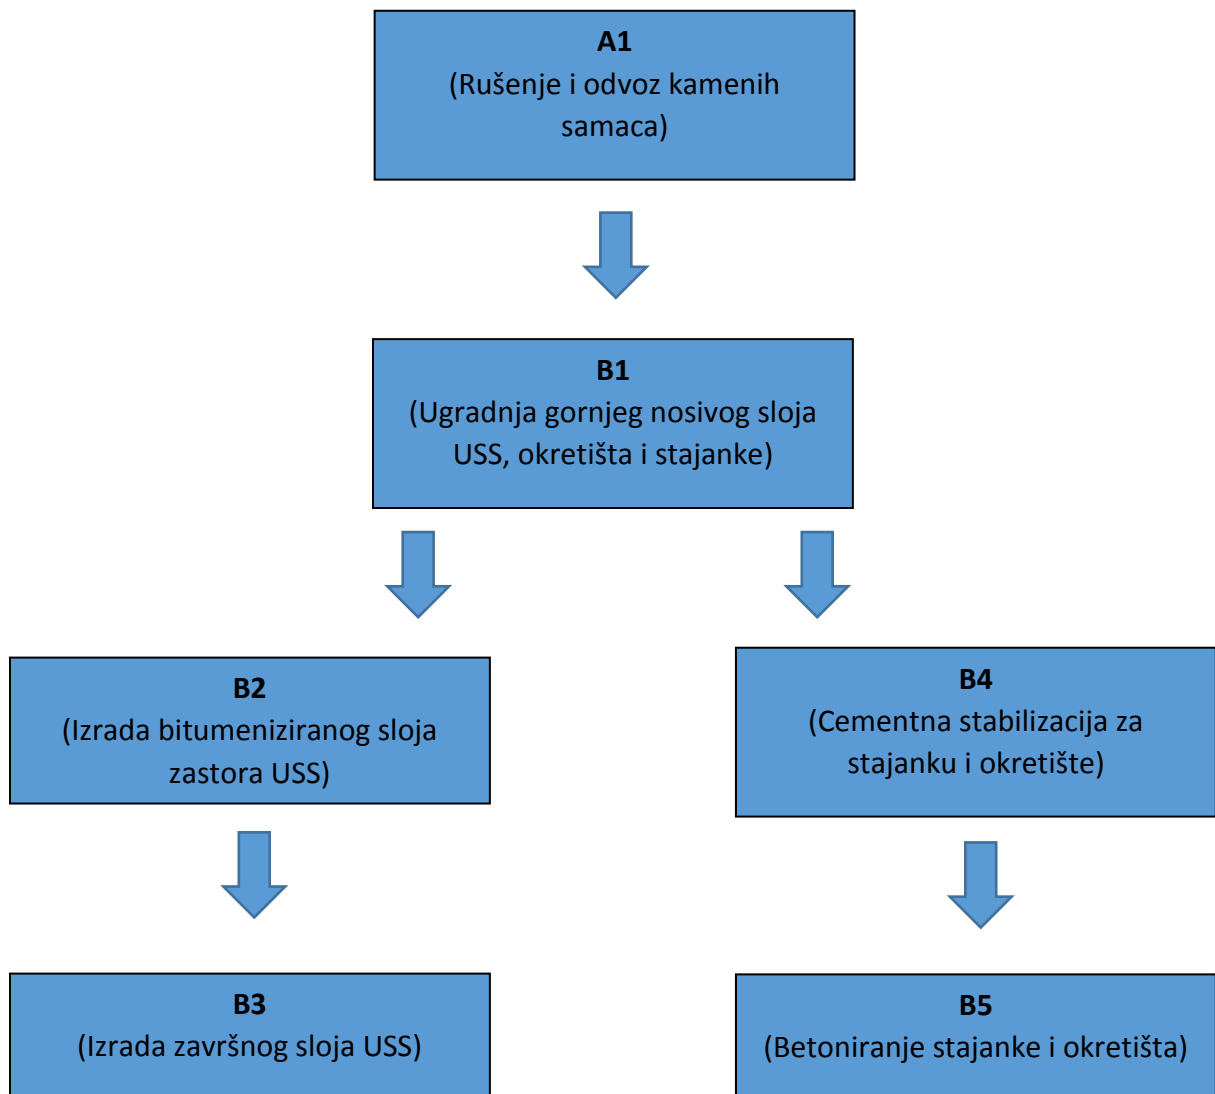 A1
(Rušenje i odvoz kamenih
samaca)
B1
(Ugradnja gornjeg nosivog sloja
USS, okretišta i stajanke)
B2
(Izrada bitumeniziranog sloja
zastora USS)
B4
(Cementna stabilizacija za
stajanku i okretište)
B3
(Izrada završnog sloja USS)
B5
(Betoniranje stajanke i okretišta)